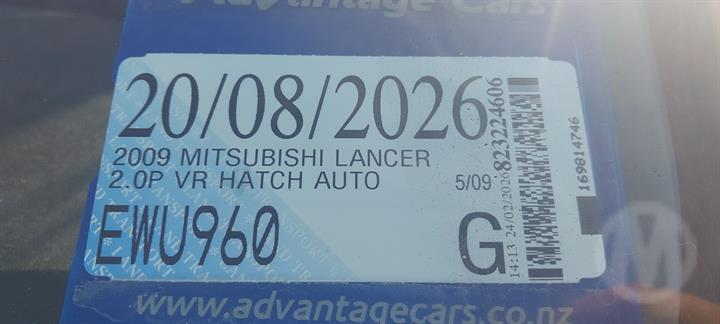 Advantage Cars
20/08/2026
2009 MITSUBISHI LANCER
2.0P VR HATCH AUTO
5/09
EWU960
G
14:13 24/02/2026
823224606
169814746
www.advantagecars.co.nz
M